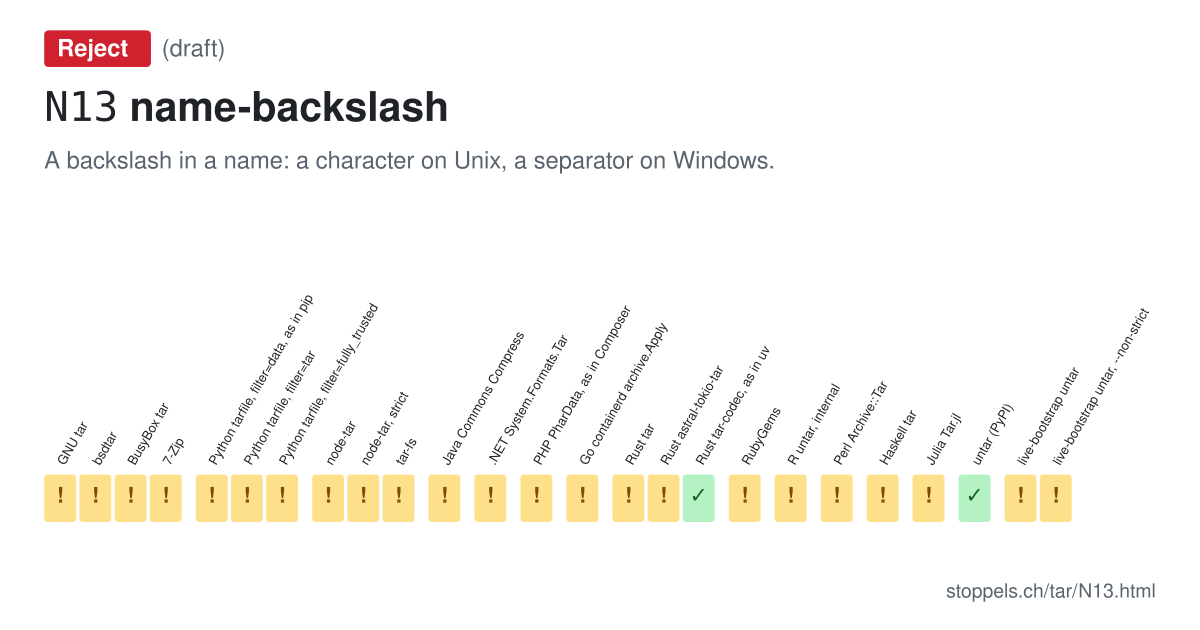 Reject (draft)
N13 name-backslash
A backslash in a name: a character on Unix, a separator on Windows.
GNU tar
bsdtar
BusyBox tar
7-Zip
Python tarfile, filter=data, as in pip
Python tarfile, filter=tar
Python tarfile, filter=fully_trusted
node-tar
node-tar, strict
tar-fs
Java Commons Compress
.NET System.Formats.Tar
PHP PharData, as in Composer
Go containerd archive.Apply
Rust tar
Rust astral-tokio-tar
Rust tar-codec, as in uv
RubyGems
R untar, internal
Perl Archive::Tar
Haskell tar
Julia Tar.jl
untar (PyPI)
live-bootstrap untar
live-bootstrap untar, --non-strict
! ! ! ! ! ! ! ! ! ! ! ! ! ! ! ! ✓ ! ! ! ! ! ✓ ! !
stoppels.ch/tar/N13.html